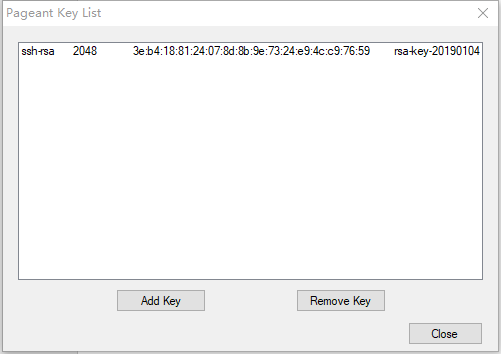 Pageant Key List
ssh-rsa 2048 3e:b4:18:81:24:07:8d:8b:9e:73:24:e9:4c:c9:76:59 rsa-key-20190104
Add Key Remove Key
Close